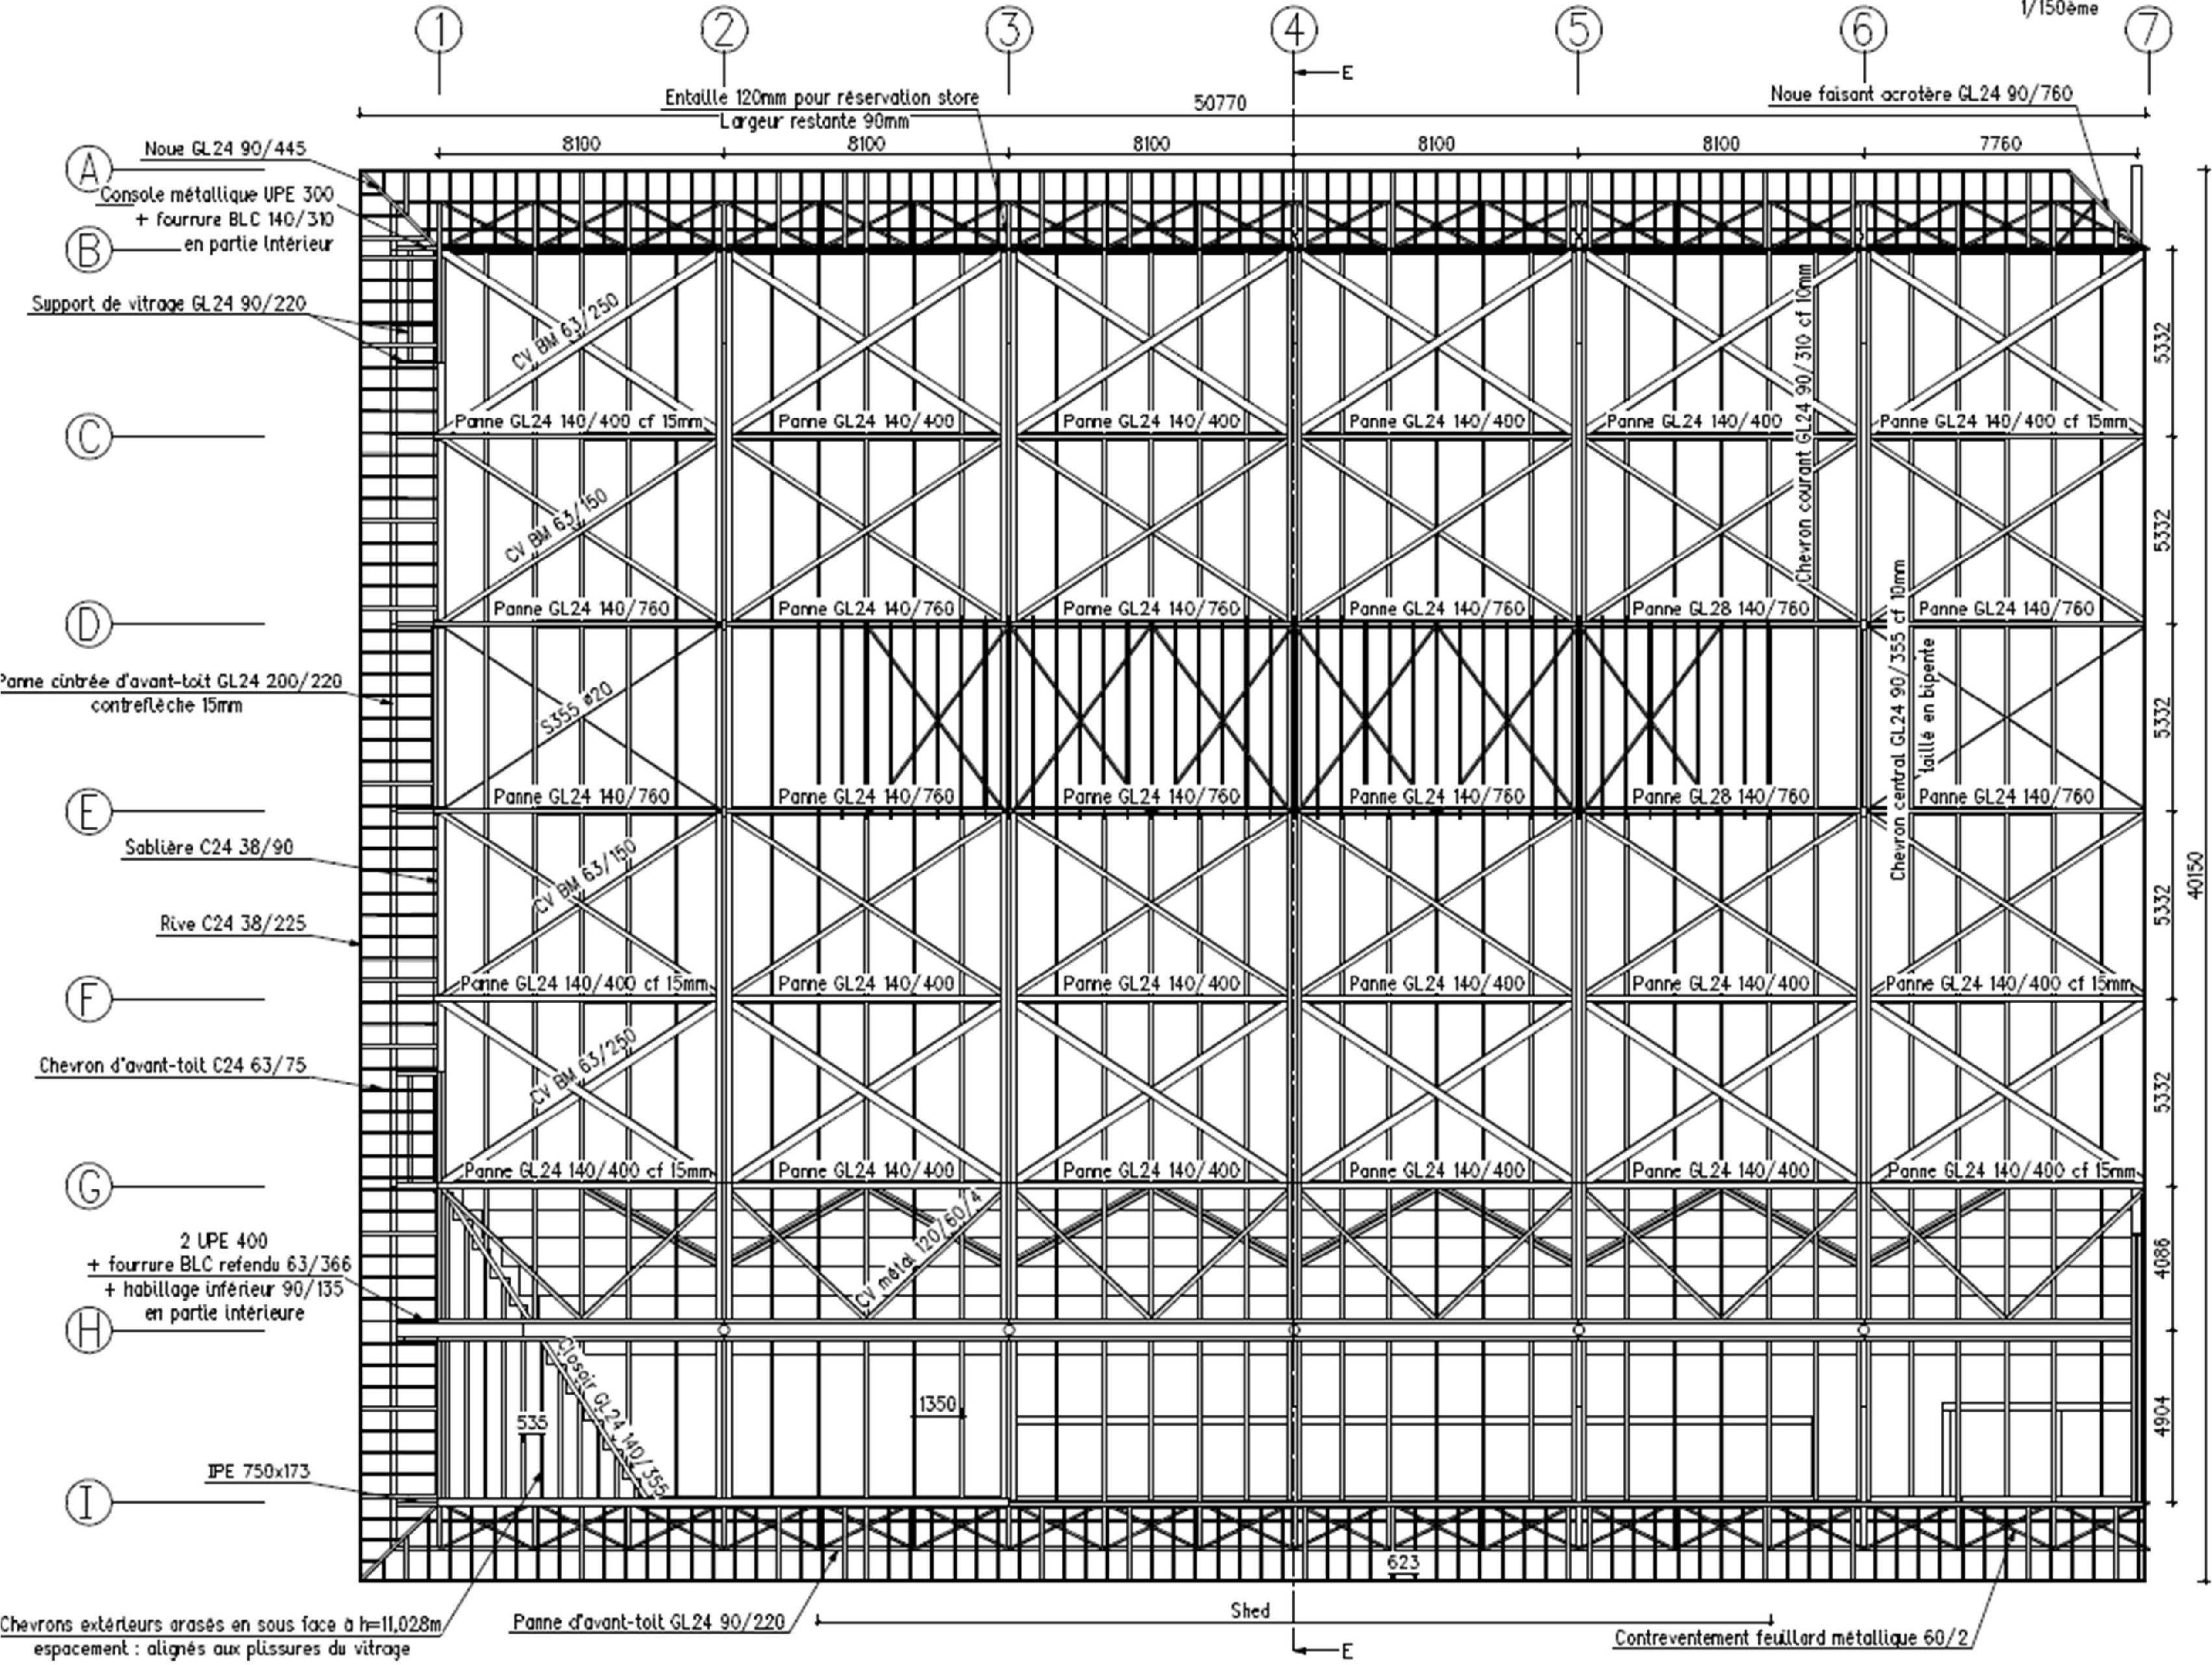 1/150ème
1 2 3 4 5 6 7
E
Entaille 120mm pour réservation store
Largeur restante 90mm
50770
Noue faisant acrotère GL24 90/760
8100 8100 8100 8100 8100 7760
A
Noue GL24 90/445
Console métallique UPE 300
+ fourrure BLC 140/310
en partie Intérieur
B
Support de vitrage GL24 90/220
CV BM 63/250
Chevron courant GL24 90/310 cf 10mm
5332
C
Panne GL24 140/400 cf 15mm
Panne GL24 140/400
Panne GL24 140/400
Panne GL24 140/400
Panne GL24 140/400
Panne GL24 140/400 cf 15mm
CV BM 63/150
5332
D
Panne GL24 140/760
Panne GL24 140/760
Panne GL24 140/760
Panne GL24 140/760
Panne GL28 140/760
Panne GL24 140/760
Panne cintrée d'avant-toit GL24 200/220
contreflèche 15mm
S355 ø20
Chevron central GL24 90/355 cf 10mm
taillé en bipente
5332
E
Panne GL24 140/760
Panne GL24 140/760
Panne GL24 140/760
Panne GL24 140/760
Panne GL28 140/760
Panne GL24 140/760
Sablière C24 38/90
CV BM 63/150
5332
40150
Rive C24 38/225
F
Panne GL24 140/400 cf 15mm
Panne GL24 140/400
Panne GL24 140/400
Panne GL24 140/400
Panne GL24 140/400
Panne GL24 140/400 cf 15mm
Chevron d'avant-toit C24 63/75
CV BM 63/250
5332
G
Panne GL24 140/400 cf 15mm
Panne GL24 140/400
Panne GL24 140/400
Panne GL24 140/400
Panne GL24 140/400
Panne GL24 140/400 cf 15mm
2 UPE 400
+ fourrure BLC refendu 63/366
+ habillage inférieur 90/135
en partie intérieure
CV métal 120/60/4
4086
H
Closoir GL24 140/355
535
1350
4904
IPE 750x173
I
623
Chevrons extérieurs arasés en sous face à h=11,028m
espacement : alignés aux plissures du vitrage
Panne d'avant-toit GL24 90/220
Shed
Contreventement feuillard métallique 60/2
E